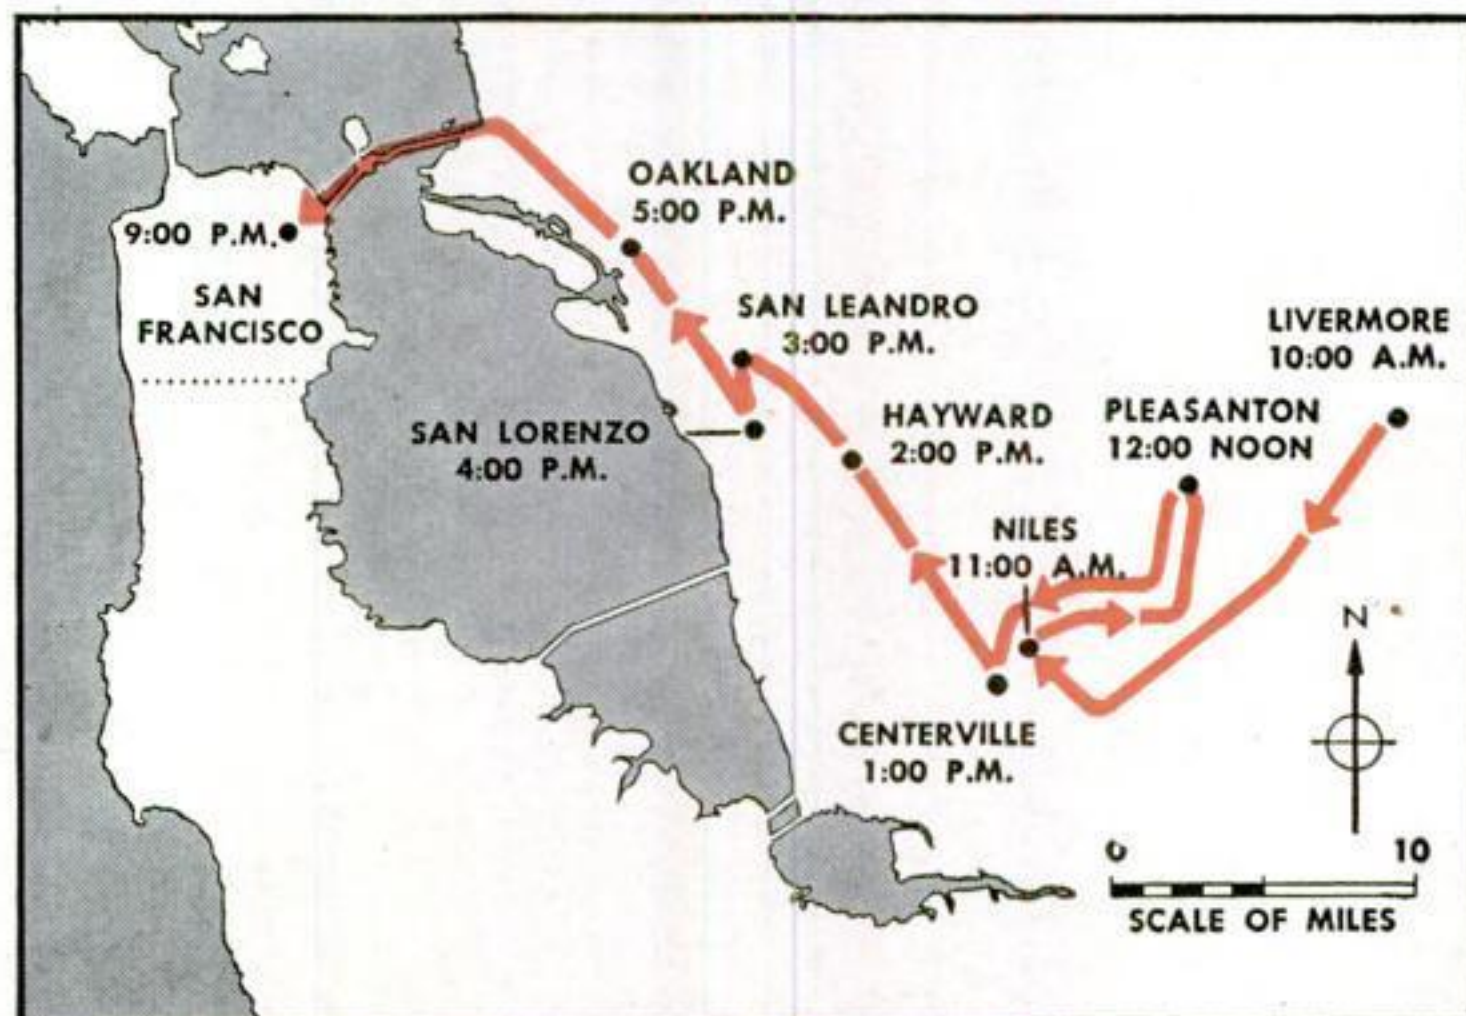 OAKLAND
5:00 P.M.
9:00 P.M.
SAN
FRANCISCO
SAN LEANDRO
3:00 P.M.
LIVERMORE
10:00 A.M.
SAN LORENZO
4:00 P.M.
HAYWARD
2:00 P.M.
PLEASANTON
12:00 NOON
NILES
11:00 A.M.
N
CENTERVILLE
1:00 P.M.
0 10
SCALE OF MILES